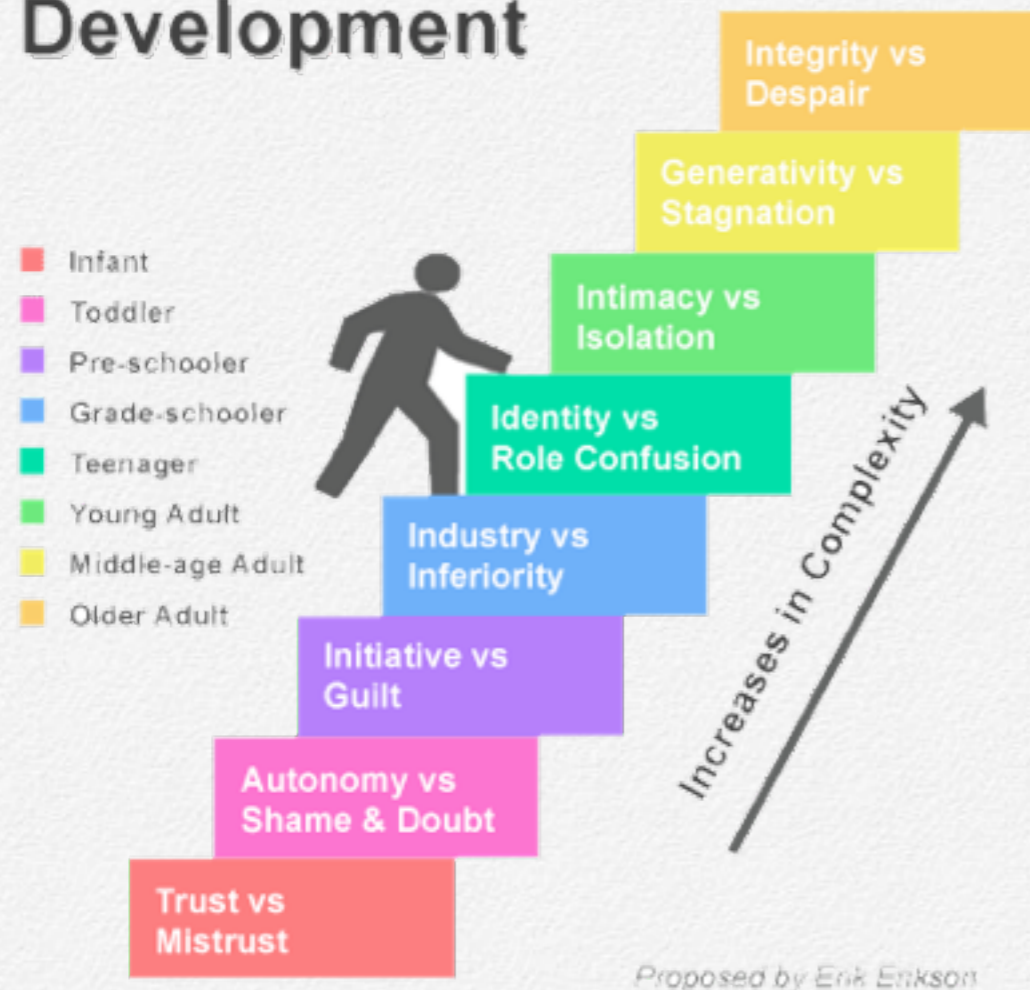 Development
Integrity vs
Despair
Generativity vs
Stagnation
Infant
Toddler
Pre-schooler
Grade-schooler
Teenager
Young Adult
Middle-age Adult
Older Adult
Intimacy vs
Isolation
Identity vs
Role Confusion
Industry vs
Inferiority
Initiative vs
Guilt
Autonomy vs
Shame & Doubt
Trust vs
Mistrust
Increases in Complexity
Proposed by Erik Erikson